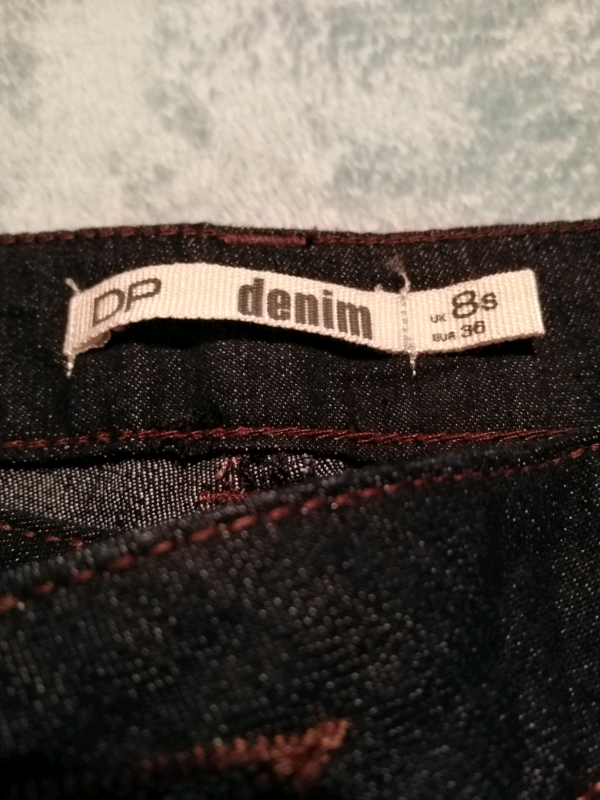 DP denim
UK 8s
EUR 36